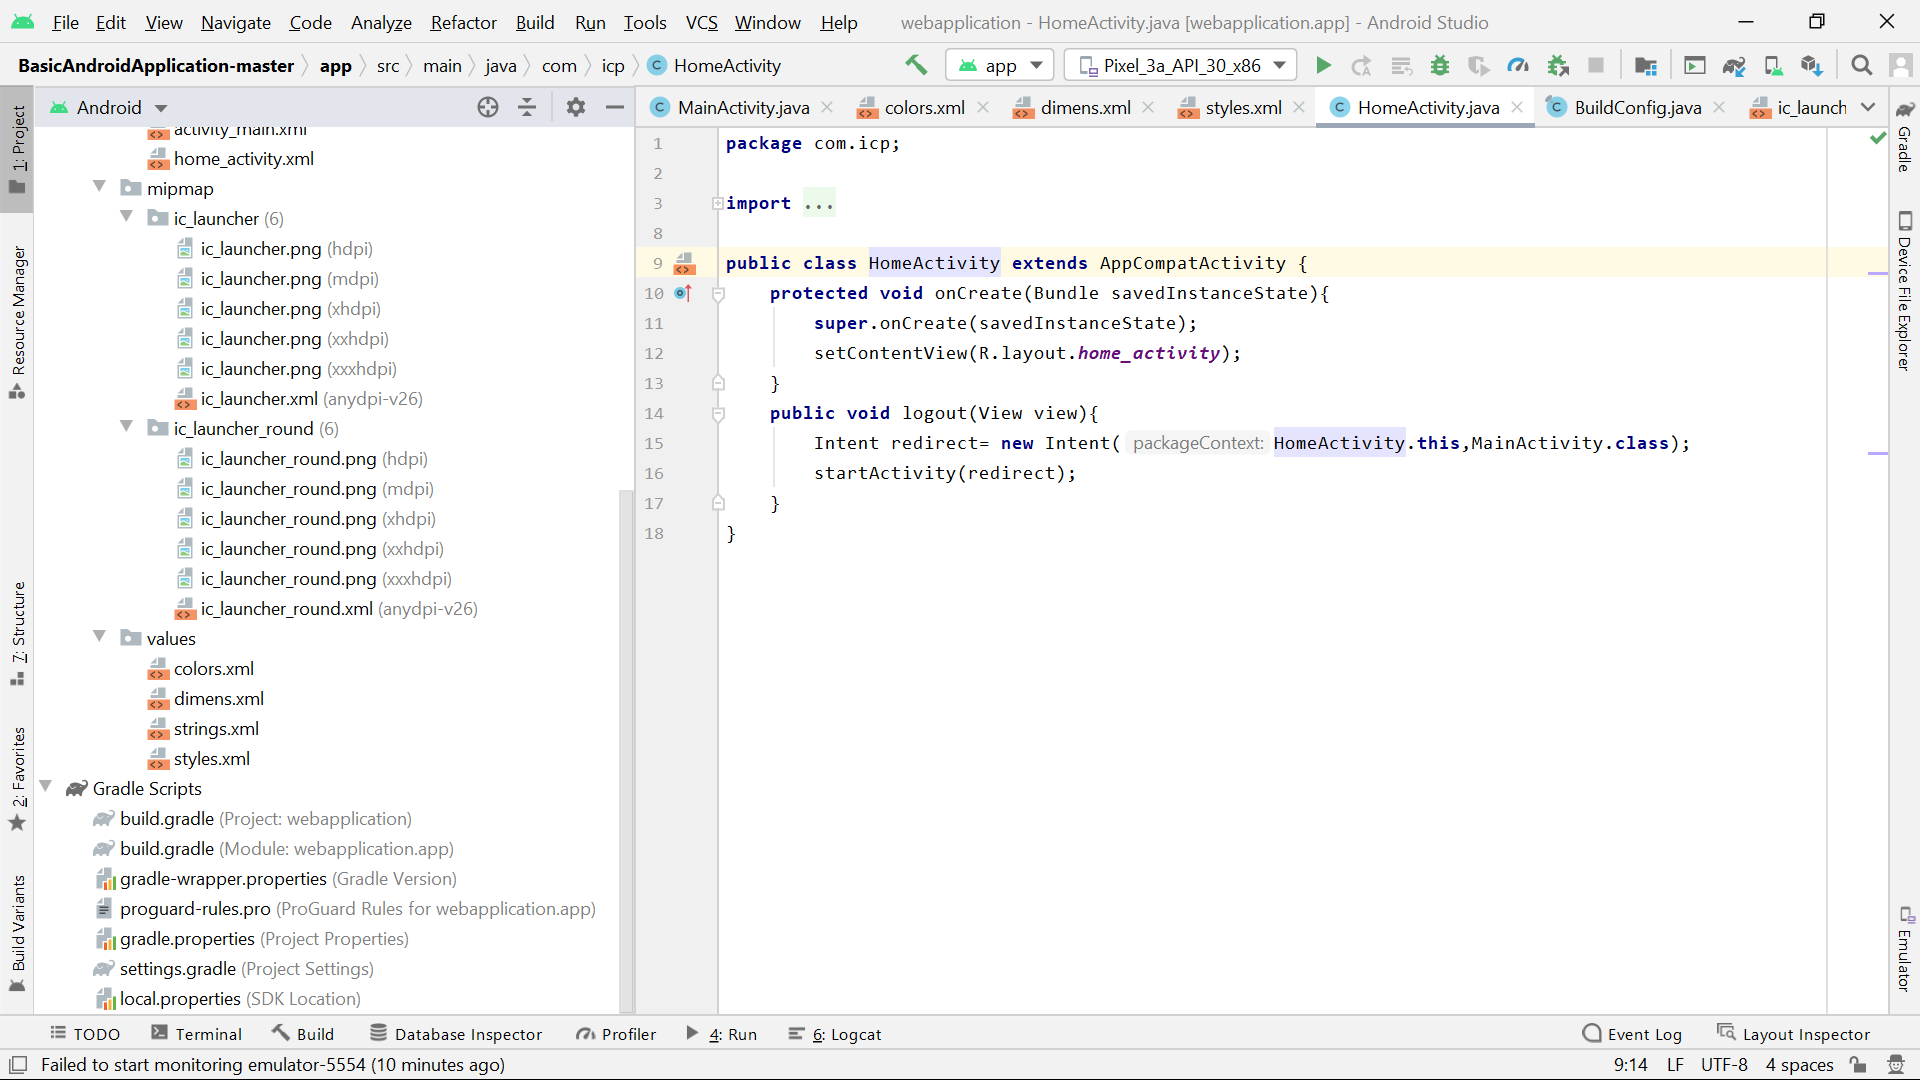 File Edit View Navigate Code Analyze Refactor Build Run Tools VCS Window Help webapplication - HomeActivity.java [webapplication.app] - Android Studio
BasicAndroidApplication-master app src main java com icp HomeActivity app Pixel_3a_API_30_x86
Android
MainActivity.java colors.xml dimens.xml styles.xml HomeActivity.java BuildConfig.java ic_launch
activity_main.xml
home_activity.xml
mipmap
ic_launcher (6)
ic_launcher.png (hdpi)
ic_launcher.png (mdpi)
ic_launcher.png (xhdpi)
ic_launcher.png (xxhdpi)
ic_launcher.png (xxxhdpi)
ic_launcher.xml (anydpi-v26)
ic_launcher_round (6)
ic_launcher_round.png (hdpi)
ic_launcher_round.png (mdpi)
ic_launcher_round.png (xhdpi)
ic_launcher_round.png (xxhdpi)
ic_launcher_round.png (xxxhdpi)
ic_launcher_round.xml (anydpi-v26)
values
colors.xml
dimens.xml
strings.xml
styles.xml
Gradle Scripts
build.gradle (Project: webapplication)
build.gradle (Module: webapplication.app)
gradle-wrapper.properties (Gradle Version)
proguard-rules.pro (ProGuard Rules for webapplication.app)
gradle.properties (Project Properties)
settings.gradle (Project Settings)
local.properties (SDK Location)
1 package com.icp;
2
3 import ...
8
9 public class HomeActivity extends AppCompatActivity {
10 protected void onCreate(Bundle savedInstanceState){
11 super.onCreate(savedInstanceState);
12 setContentView(R.layout.home_activity);
13 }
14 public void logout(View view){
15 Intent redirect= new Intent( packageContext: HomeActivity.this,MainActivity.class);
16 startActivity(redirect);
17 }
18 }
1: Project
Resource Manager
7: Structure
2: Favorites
Build Variants
Gradle
Device File Explorer
Emulator
TODO Terminal Build Database Inspector Profiler 4: Run 6: Logcat Event Log Layout Inspector
Failed to start monitoring emulator-5554 (10 minutes ago) 9:14 LF UTF-8 4 spaces